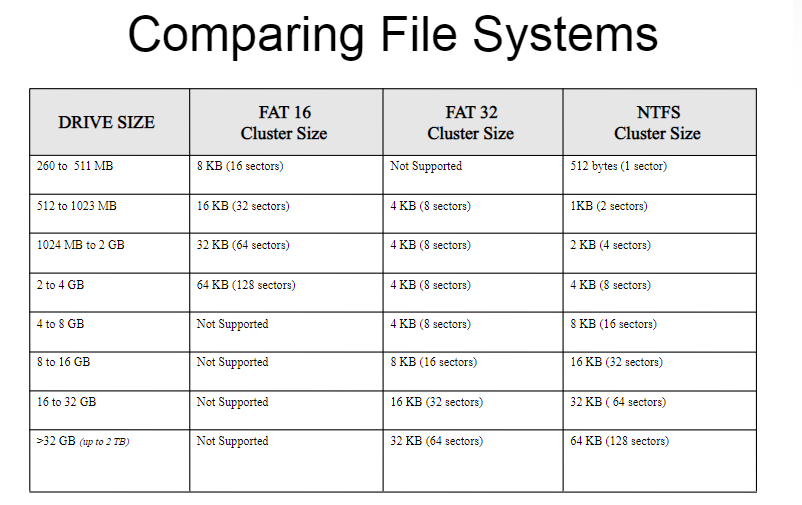 Comparing File Systems
DRIVE SIZE FAT 16 Cluster Size FAT 32 Cluster Size NTFS Cluster Size
260 to 511 MB 8 KB (16 sectors) Not Supported 512 bytes (1 sector)
512 to 1023 MB 16 KB (32 sectors) 4 KB (8 sectors) 1KB (2 sectors)
1024 MB to 2 GB 32 KB (64 sectors) 4 KB (8 sectors) 2 KB (4 sectors)
2 to 4 GB 64 KB (128 sectors) 4 KB (8 sectors) 4 KB (8 sectors)
4 to 8 GB Not Supported 4 KB (8 sectors) 8 KB (16 sectors)
8 to 16 GB Not Supported 8 KB (16 sectors) 16 KB (32 sectors)
16 to 32 GB Not Supported 16 KB (32 sectors) 32 KB ( 64 sectors)
>32 GB (up to 2 TB) Not Supported 32 KB (64 sectors) 64 KB (128 sectors)